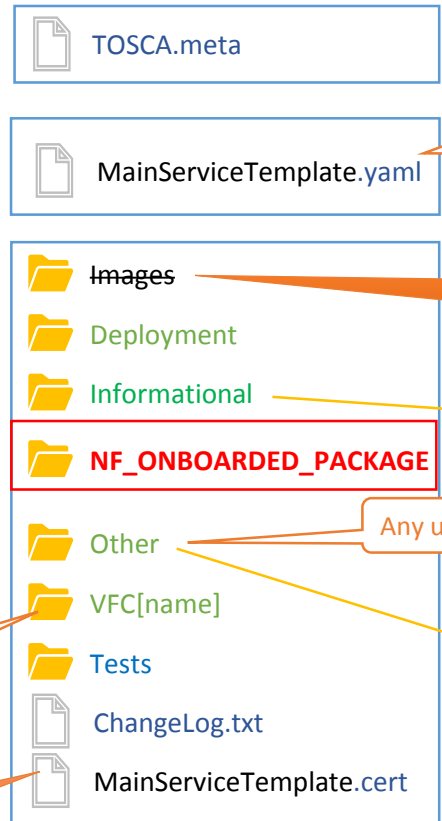 TOSCA.meta
MainServiceTemplate.yaml
Images
Deployment
Informational
NF_ONBOARDED_PACKAGE
Any u
Other
VFC[name]
Tests
ChangeLog.txt
MainServiceTemplate.cert